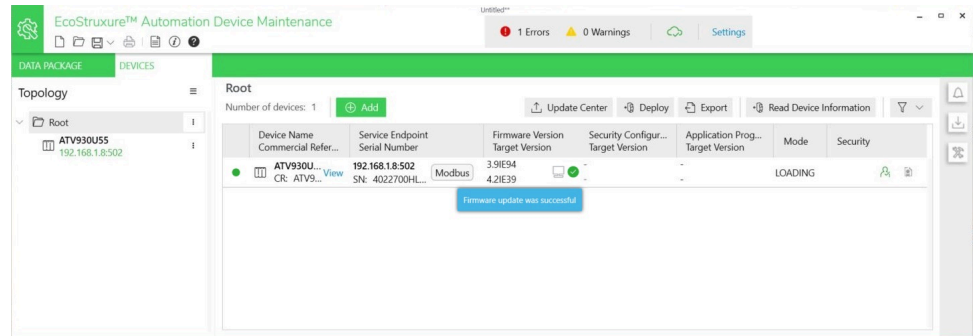 Untitled**
EcoStruxure™ Automation Device Maintenance
1 Errors 0 Warnings Settings
DATA PACKAGE DEVICES
Topology
Root
ATV930U55
192.168.1.8:502
Root
Number of devices: 1 Add Update Center Deploy Export Read Device Information
Device Name Service Endpoint Firmware Version Security Configur... Application Prog... Mode Security
Commercial Refer... Serial Number Target Version Target Version Target Version
ATV930U... View 192.168.1.8:502 Modbus 3.9IE94 - - LOADING
CR: ATV9... SN: 4022700HL... 4.2IE39 - -
Firmware update was successful